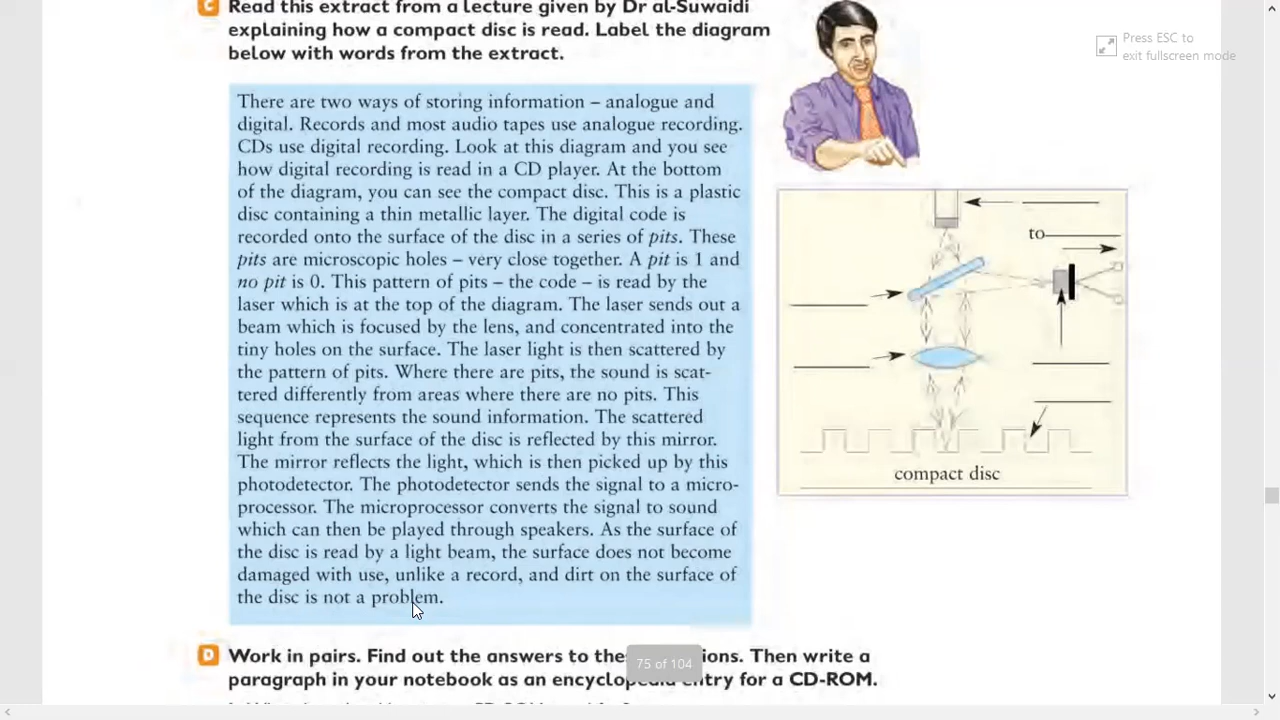 C Read this extract from a lecture given by Dr al-Suwaidi
explaining how a compact disc is read. Label the diagram
below with words from the extract.
Press ESC to
exit fullscreen mode
There are two ways of storing information – analogue and
digital. Records and most audio tapes use analogue recording.
CDs use digital recording. Look at this diagram and you see
how digital recording is read in a CD player. At the bottom
of the diagram, you can see the compact disc. This is a plastic
disc containing a thin metallic layer. The digital code is
recorded onto the surface of the disc in a series of pits. These
pits are microscopic holes – very close together. A pit is 1 and
no pit is 0. This pattern of pits – the code – is read by the
laser which is at the top of the diagram. The laser sends out a
beam which is focused by the lens, and concentrated into the
tiny holes on the surface. The laser light is then scattered by
the pattern of pits. Where there are pits, the sound is scat-
tered differently from areas where there are no pits. This
sequence represents the sound information. The scattered
light from the surface of the disc is reflected by this mirror.
The mirror reflects the light, which is then picked up by this
photodetector. The photodetector sends the signal to a micro-
processor. The microprocessor converts the signal to sound
which can then be played through speakers. As the surface of
the disc is read by a light beam, the surface does not become
damaged with use, unlike a record, and dirt on the surface of
the disc is not a problem.
to
compact disc
D Work in pairs. Find out the answers to ions. Then write a
75 of 104
paragraph in your notebook as an encyclopedia entry for a CD-ROM.